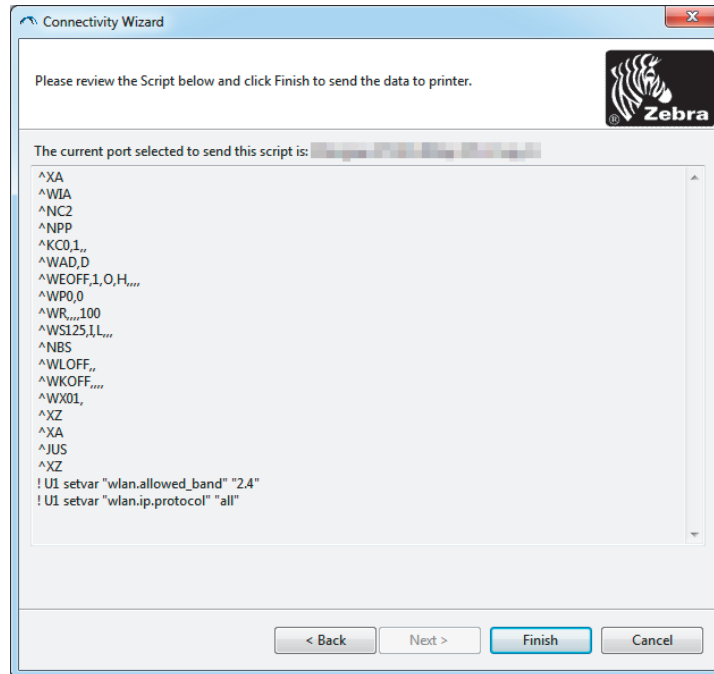 Connectivity Wizard
Please review the Script below and click Finish to send the data to printer.
Zebra
®
The current port selected to send this script is:
^XA
^WIA
^NC2
^NPP
^KC0,1,,
^WAD,D
^WEOFF,1,O,H,,,,
^WP0,0
^WR,,,,100
^WS125,I,L,,,
^NBS
^WLOFF,,
^WKOFF,,,,
^WX01,
^XZ
^XA
^JUS
^XZ
! U1 setvar "wlan.allowed_band" "2.4"
! U1 setvar "wlan.ip.protocol" "all"
< Back Next > Finish Cancel